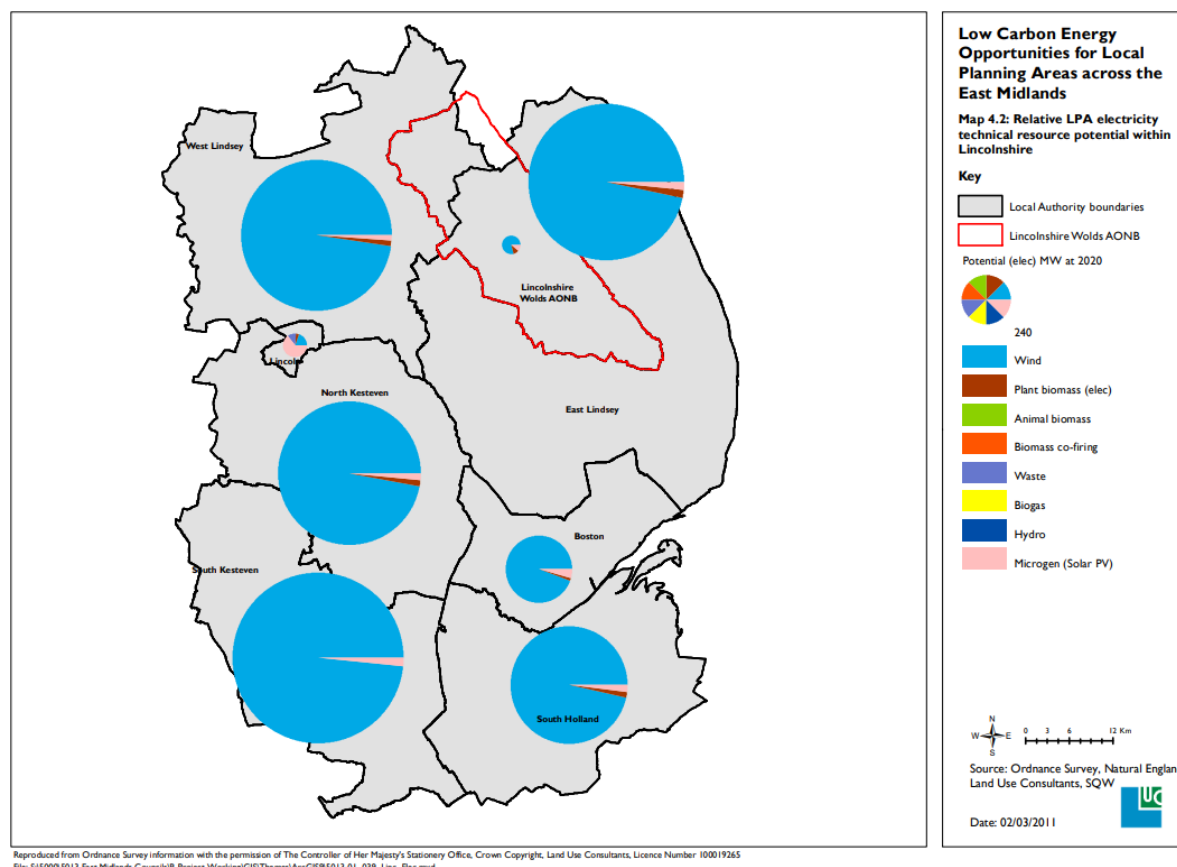 West Lindsey
Lincolnshire
Wolds AONB
Lincoln
North Kesteven
East Lindsey
Boston
South Kesteven
South Holland
Low Carbon Energy
Opportunities for Local
Planning Areas across the
East Midlands
Map 4.2: Relative LPA electricity
technical resource potential within
Lincolnshire
Key
Local Authority boundaries
Lincolnshire Wolds AONB
Potential (elec) MW at 2020
240
Wind
Plant biomass (elec)
Animal biomass
Biomass co-firing
Waste
Biogas
Hydro
Microgen (Solar PV)
N
W E
S
0 3 6 12 Km
Source: Ordnance Survey, Natural England
Land Use Consultants, SQW
LUC
Date: 02/03/2011
Reproduced from Ordnance Survey information with the permission of The Controller of Her Majesty's Stationery Office, Crown Copyright, Land Use Consultants, Licence Number 100019265